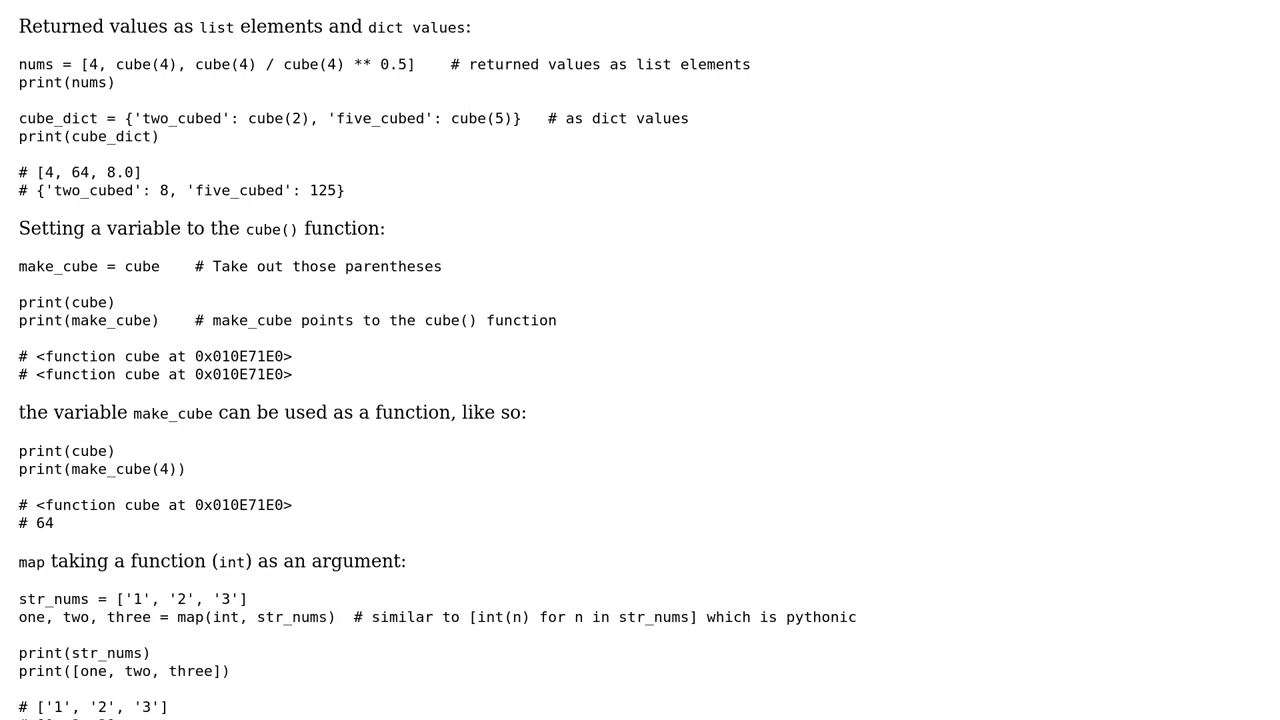 Returned values as list elements and dict values:
nums = [4, cube(4), cube(4) / cube(4) ** 0.5]    # returned values as list elements
print(nums)
cube_dict = {'two_cubed': cube(2), 'five_cubed': cube(5)}   # as dict values
print(cube_dict)
# [4, 64, 8.0]
# {'two_cubed': 8, 'five_cubed': 125}
Setting a variable to the cube() function:
make_cube = cube    # Take out those parentheses
print(cube)
print(make_cube)    # make_cube points to the cube() function
# <function cube at 0x010E71E0>
# <function cube at 0x010E71E0>
the variable make_cube can be used as a function, like so:
print(cube)
print(make_cube(4))
# <function cube at 0x010E71E0>
# 64
map taking a function (int) as an argument:
str_nums = ['1', '2', '3']
one, two, three = map(int, str_nums)  # similar to [int(n) for n in str_nums] which is pythonic
print(str_nums)
print([one, two, three])
# ['1', '2', '3']